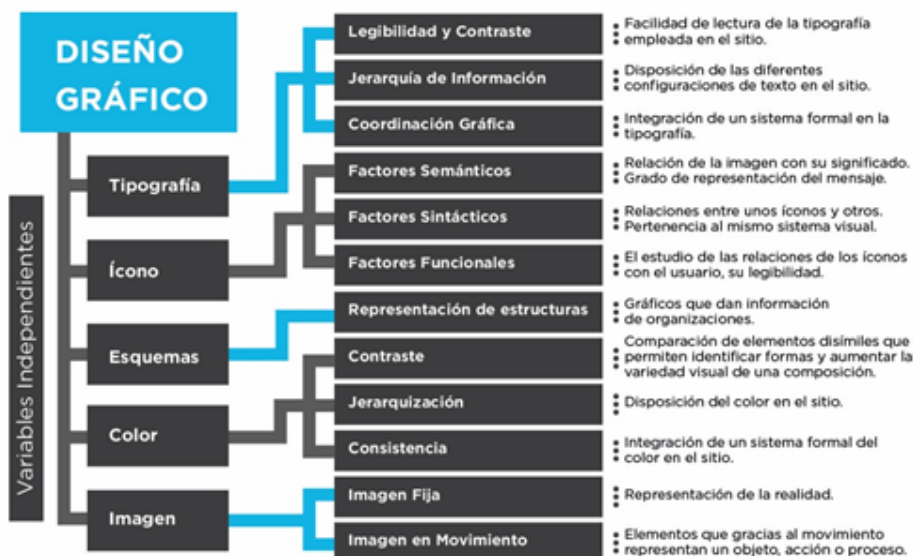 DISEÑO
GRÁFICO
Variables Independientes
Tipografía
Legibilidad y Contraste
Facilidad de lectura de la tipografía
empleada en el sitio.
Jerarquía de Información
Disposición de las diferentes
configuraciones de texto en el sitio.
Coordinación Gráfica
Integración de un sistema formal en la
tipografía.
Ícono
Factores Semánticos
Relación de la imagen con su significado.
Grado de representación del mensaje.
Factores Sintácticos
Relaciones entre unos íconos y otros.
Pertenencia al mismo sistema visual.
Factores Funcionales
El estudio de las relaciones de los íconos
con el usuario, su legibilidad.
Esquemas
Representación de estructuras
Gráficos que dan información
de organizaciones.
Color
Contraste
Comparación de elementos disímiles que
permiten identificar formas y aumentar la
variedad visual de una composición.
Jerarquización
Disposición del color en el sitio.
Consistencia
Integración de un sistema formal del
color en el sitio.
Imagen
Imagen Fija
Representación de la realidad.
Imagen en Movimiento
Elementos que gracias al movimiento
representan un objeto, acción o proceso.